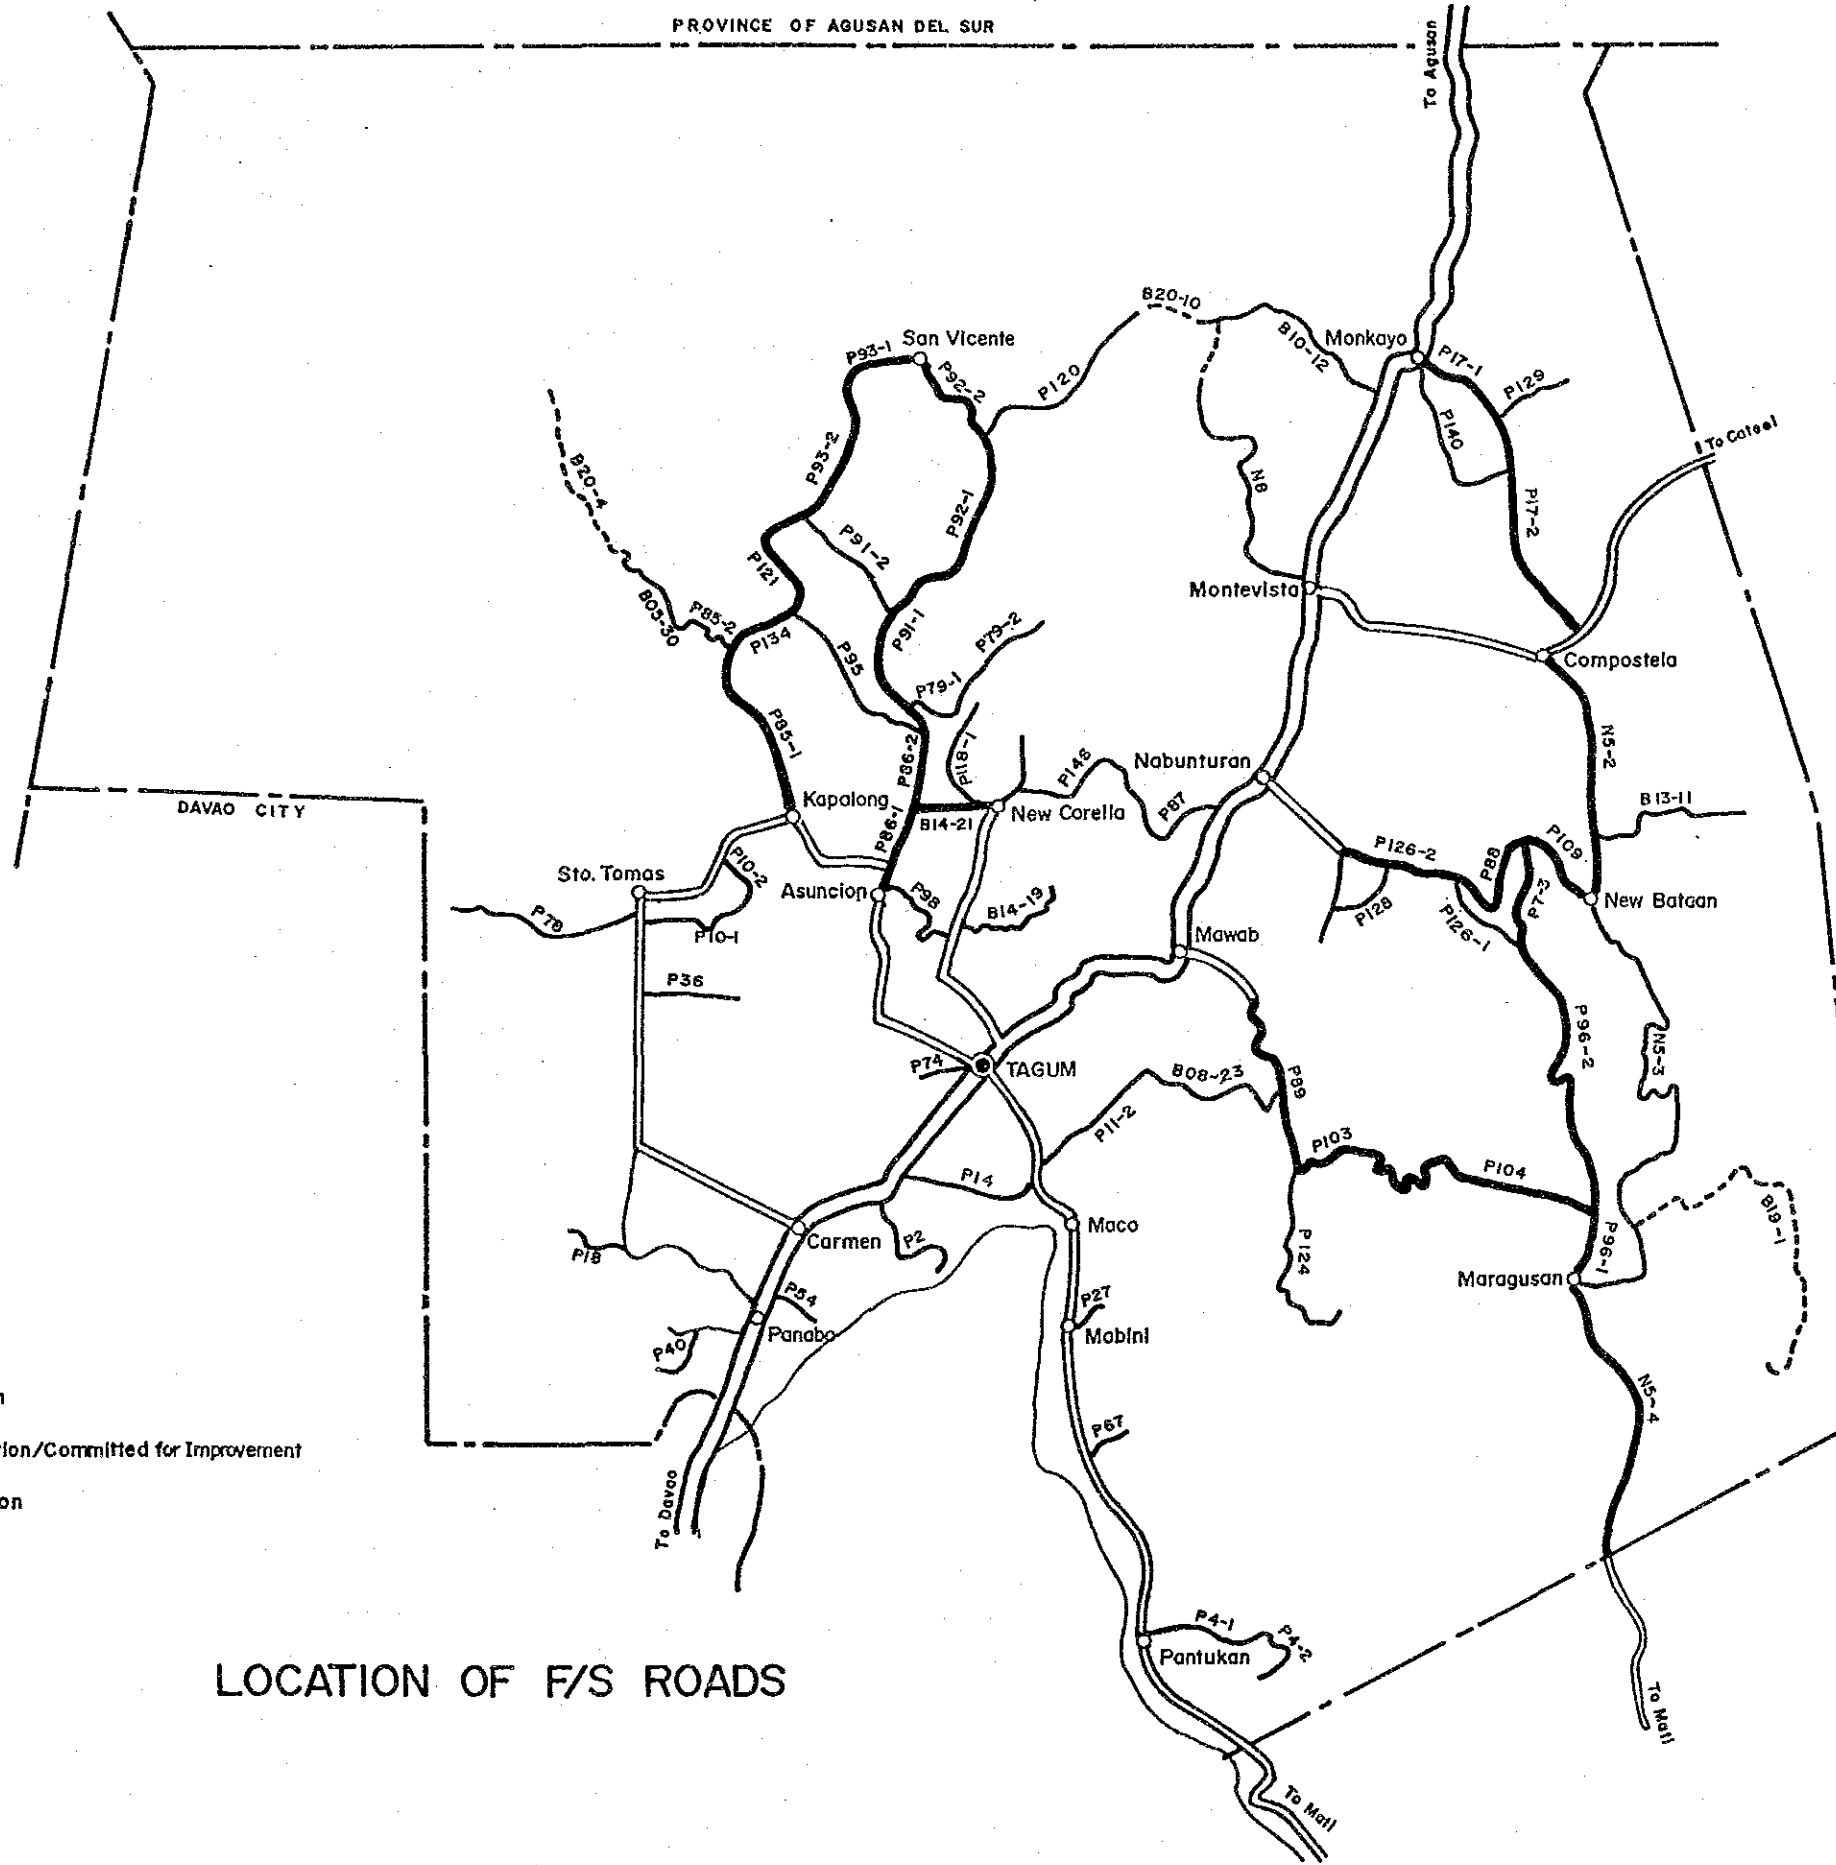 PROVINCE OF AGUSAN DEL SUR
To Agusan
B20-10
San Vicente
P93-1
P92-2
P120
B10-12
Monkayo
P17-1
P129
P140
To Cateel
B20-4
P93-2
P92-1
N8
P17-2
P91-2
P121
Montevista
B05-30
P85-2
P134
P95
P91-1
P79-2
Compostela
P79-1
P85-1
P86-2
P118-1
N5-2
Nabunturan
P148
P87
Kapalong
New Corella
B13-11
DAVAO CITY
B14-21
P86-1
P126-2
P88
P109
P10-2
Sto. Tomas
Asuncion
P98
B14-19
P128
P7-3
New Bataan
P78
P10-1
P126-1
Mawab
P36
P96-2
N5-3
P74
TAGUM
B08-23
P89
P11-2
P103
P104
P14
Maco
Carmen
P2
P18
P124
P96-1
B19-1
Maragusan
P54
P27
Panabo
Mabini
P40
N5-4
P67
tion/Committed for Improvement
on
To Davao
P4-1
P4-2
Pantukan
LOCATION OF F/S ROADS
To Mati
To Mati